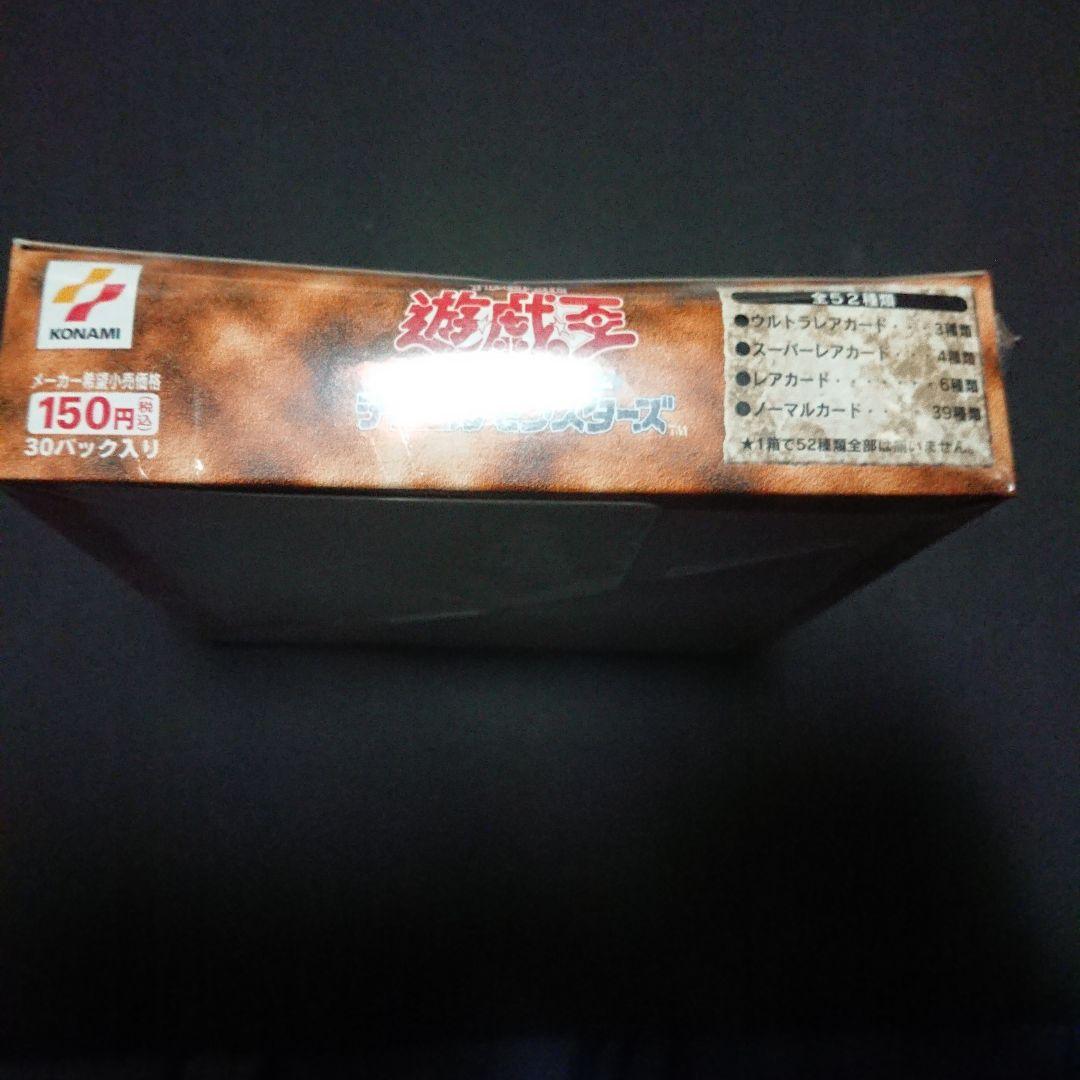 KONAMI
メーカー希望小売価格
150円(税込)
30パック入り
遊☆戯☆王
モンスターズ™
全52種類
●ウルトラレアカード・・・3種類
●スーパーレアカード・・・4種類
●レアカード・・・・・・・6種類
●ノーマルカード・・・・39種類
★1箱で52種類全部は揃いません。